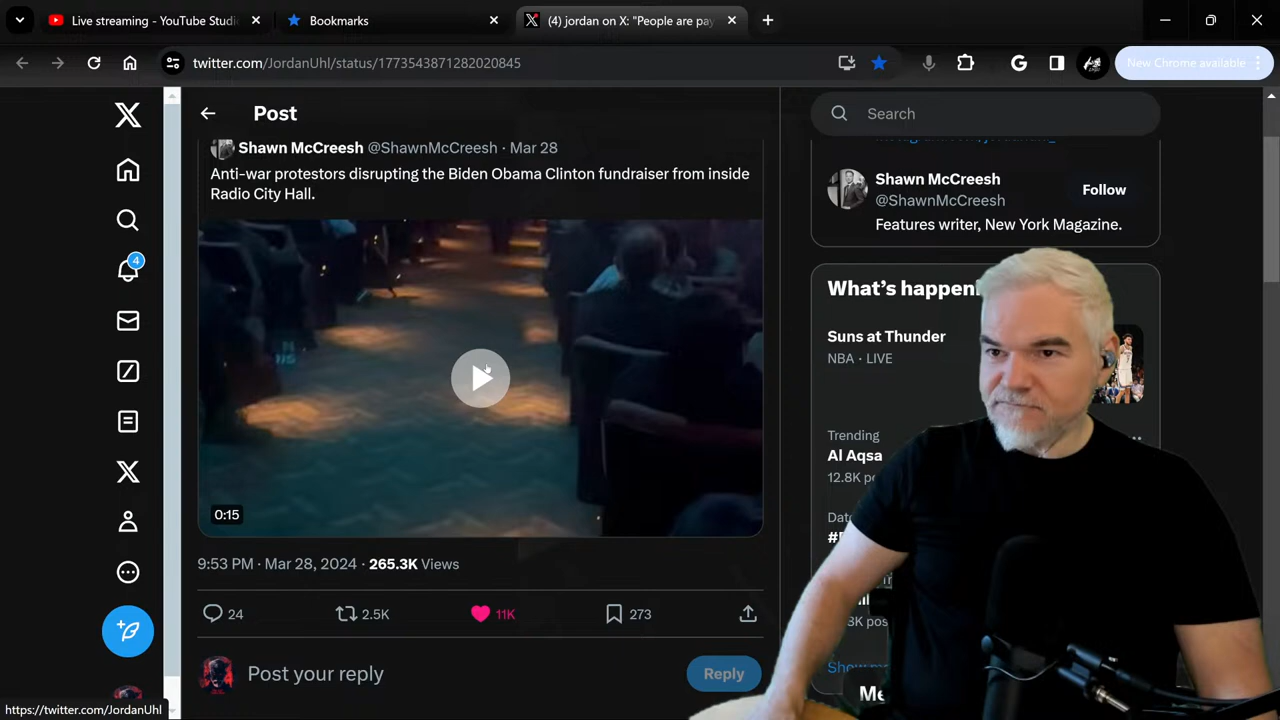 Live streaming - YouTube Studi
Bookmarks
(4) jordan on X: "People are pay
twitter.com/JordanUhl/status/1773543871282020845
New Chrome available
Post
Search
Shawn McCreesh @ShawnMcCreesh · Mar 28
Anti-war protestors disrupting the Biden Obama Clinton fundraiser from inside
Radio City Hall.
0:15
9:53 PM · Mar 28, 2024 · 265.3K Views
24
2.5K
11K
273
Post your reply
Reply
4
Shawn McCreesh
@ShawnMcCreesh
Follow
Features writer, New York Magazine.
What's happen
Suns at Thunder
NBA · LIVE
Trending
Al Aqsa
12.8K p
Dat
Show m
Me
https://twitter.com/JordanUhl